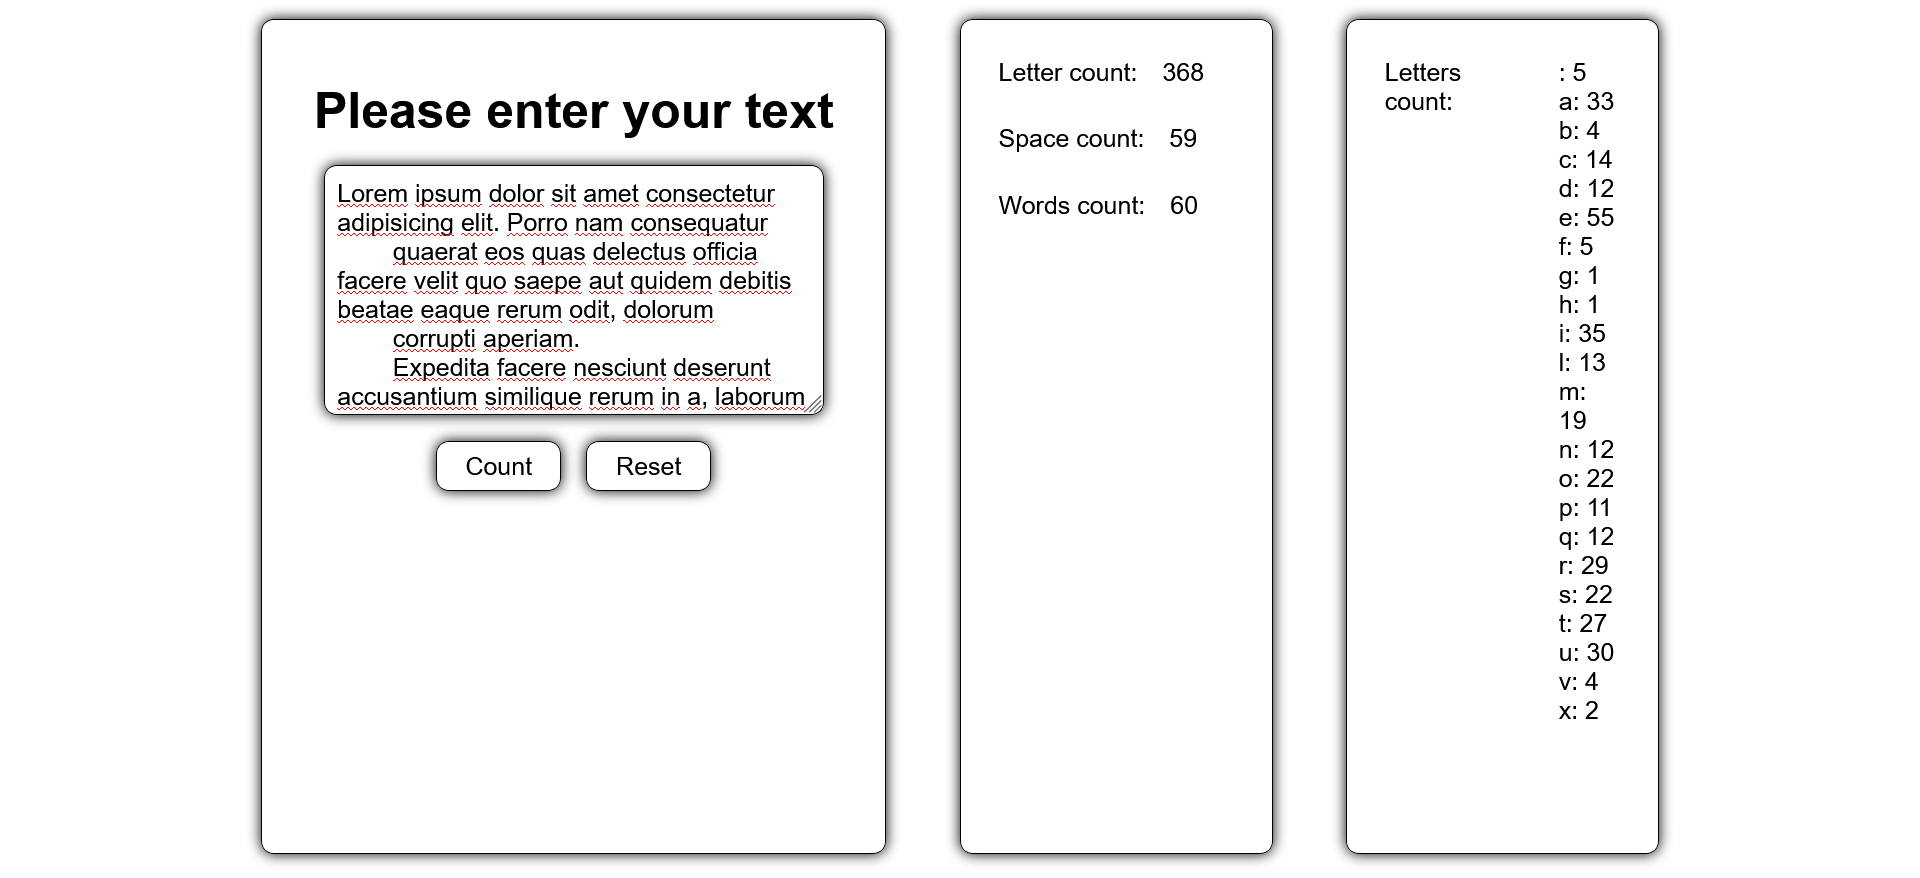 Please enter your text
Lorem ipsum dolor sit amet consectetur
adipisicing elit. Porro nam consequatur
quaerat eos quas delectus officia
facere velit quo saepe aut quidem debitis
beatae eaque rerum odit, dolorum
corrupti aperiam.
Expedita facere nesciunt deserunt
accusantium similique rerum in a, laborum
Count
Reset
Letter count: 368
Space count: 59
Words count: 60
Letters
count:
: 5
a: 33
b: 4
c: 14
d: 12
e: 55
f: 5
g: 1
h: 1
i: 35
l: 13
m:
19
n: 12
o: 22
p: 11
q: 12
r: 29
s: 22
t: 27
u: 30
v: 4
x: 2